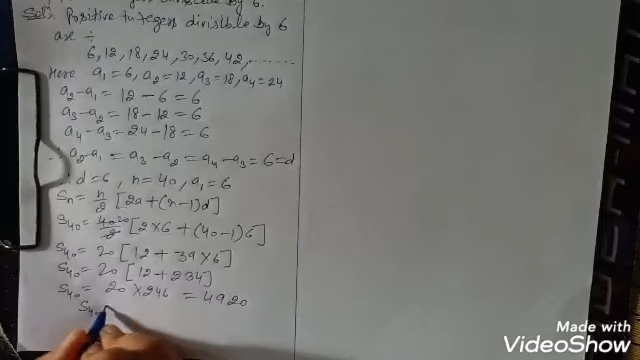 by 6.
Sol:- Positive integers divisible by 6
are ÷
6, 12, 18, 24, 30, 36, 42, ........
Here a₁ = 6, a₂ = 12, a₃ = 18, a₄ = 24
a₂-a₁ = 12 - 6 = 6
a₃-a₂ = 18 - 12 = 6
a₄-a₃ = 24 - 18 = 6
a₂-a₁ = a₃-a₂ = a₄-a₃ = 6 = d
d = 6, n = 40, a₁ = 6
Sn = n/2 [2a + (n-1)d]
S₄₀ = 40 20/2 [2×6 + (40-1)6]
S₄₀ = 20 [12 + 39×6]
S₄₀ = 20 [12 + 234]
S₄₀ = 20 × 246 = 4920
S₄
Made with
VideoShow